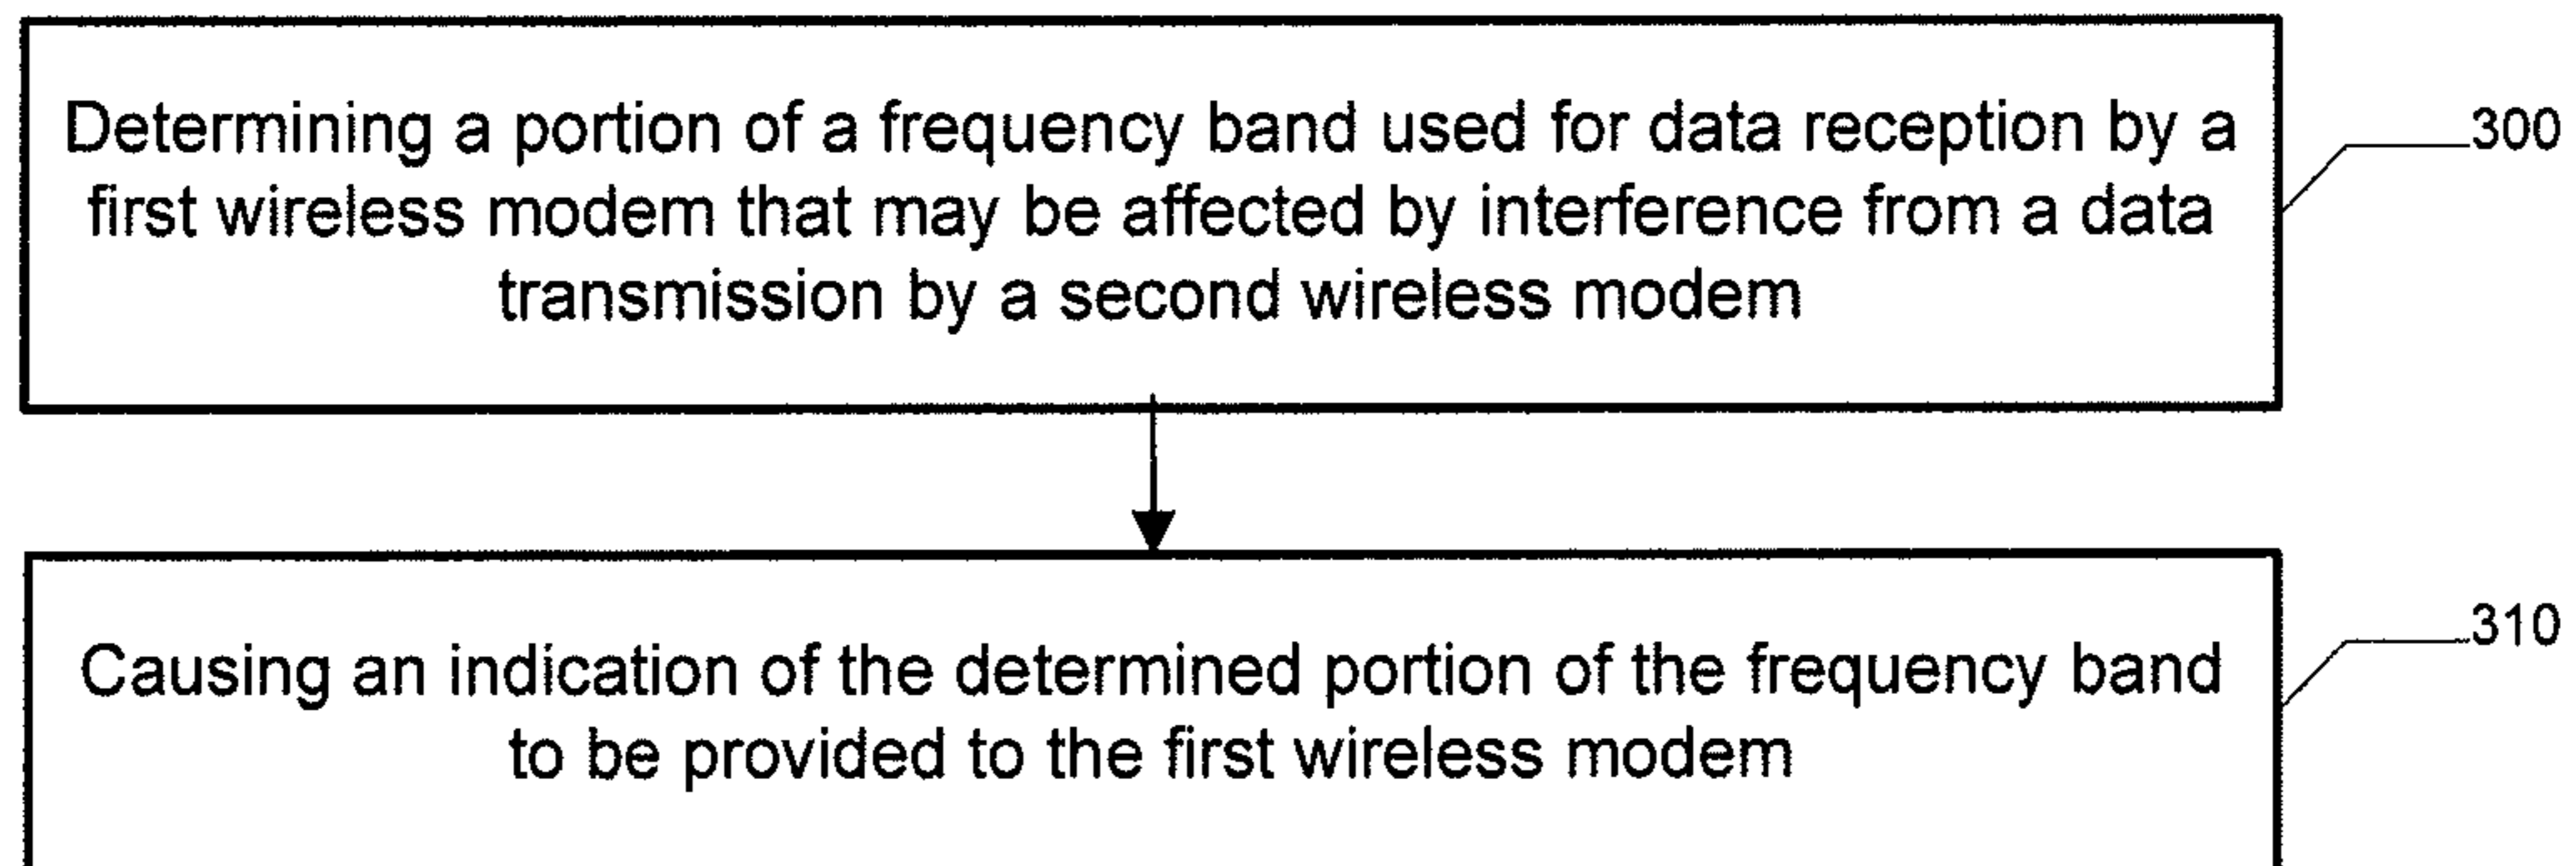 Determining a portion of a frequency band used for data reception by a
first wireless modem that may be affected by interference from a data
transmission by a second wireless modem
300
Causing an indication of the determined portion of the frequency band
to be provided to the first wireless modem
310